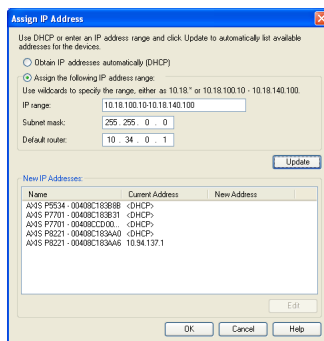 Assign IP Address
Use DHCP or enter an IP address range and click Update to automatically list available
addresses for the devices.
Obtain IP addresses automatically (DHCP)
Assign the following IP address range:
Use wildcards to specify the range, either as 10.18.* or 10.18.100.10 - 10.18.140.100.
IP range: 10.18.100.10-10.18.140.100
Subnet mask: 255 . 255 . 0 . 0
Default router: 10 . 34 . 0 . 1
Update
New IP Addresses:
Name Current Address New Address
AXIS P5534 - 00408C183B8B <DHCP>
AXIS P7701 - 00408C183B31 <DHCP>
AXIS P7701 - 00408CCD00... <DHCP>
AXIS P8221 - 00408C183AA0 <DHCP>
AXIS P8221 - 00408C183AA6 10.94.137.1
Edit
OK Cancel Help